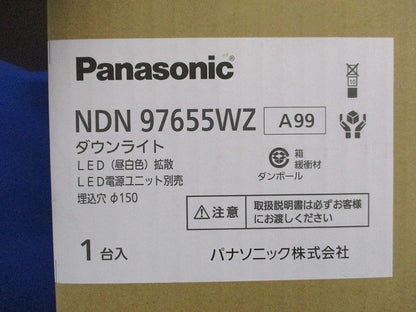 Panasonic®
NDN 97655WZ A99
ダウンライト
LED（昼白色）拡散
LED電源ユニット別売
埋込穴 φ150
10
箱
緩衝材
ダンボール
注意
取扱説明書は必ずお客様
にお渡しください
1台入
パナソニック株式会社